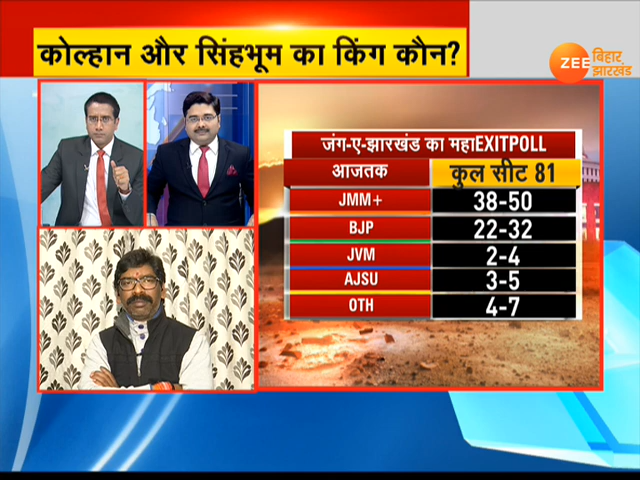 कोल्हान और सिंहभूम का किंग कौन?
ZEE
बिहार
झारखंड
जंग-ए-झारखंड का महाEXITPOLL
आजतक कुल सीट 81
JMM+ 38-50
BJP 22-32
JVM 2-4
AJSU 3-5
OTH 4-7